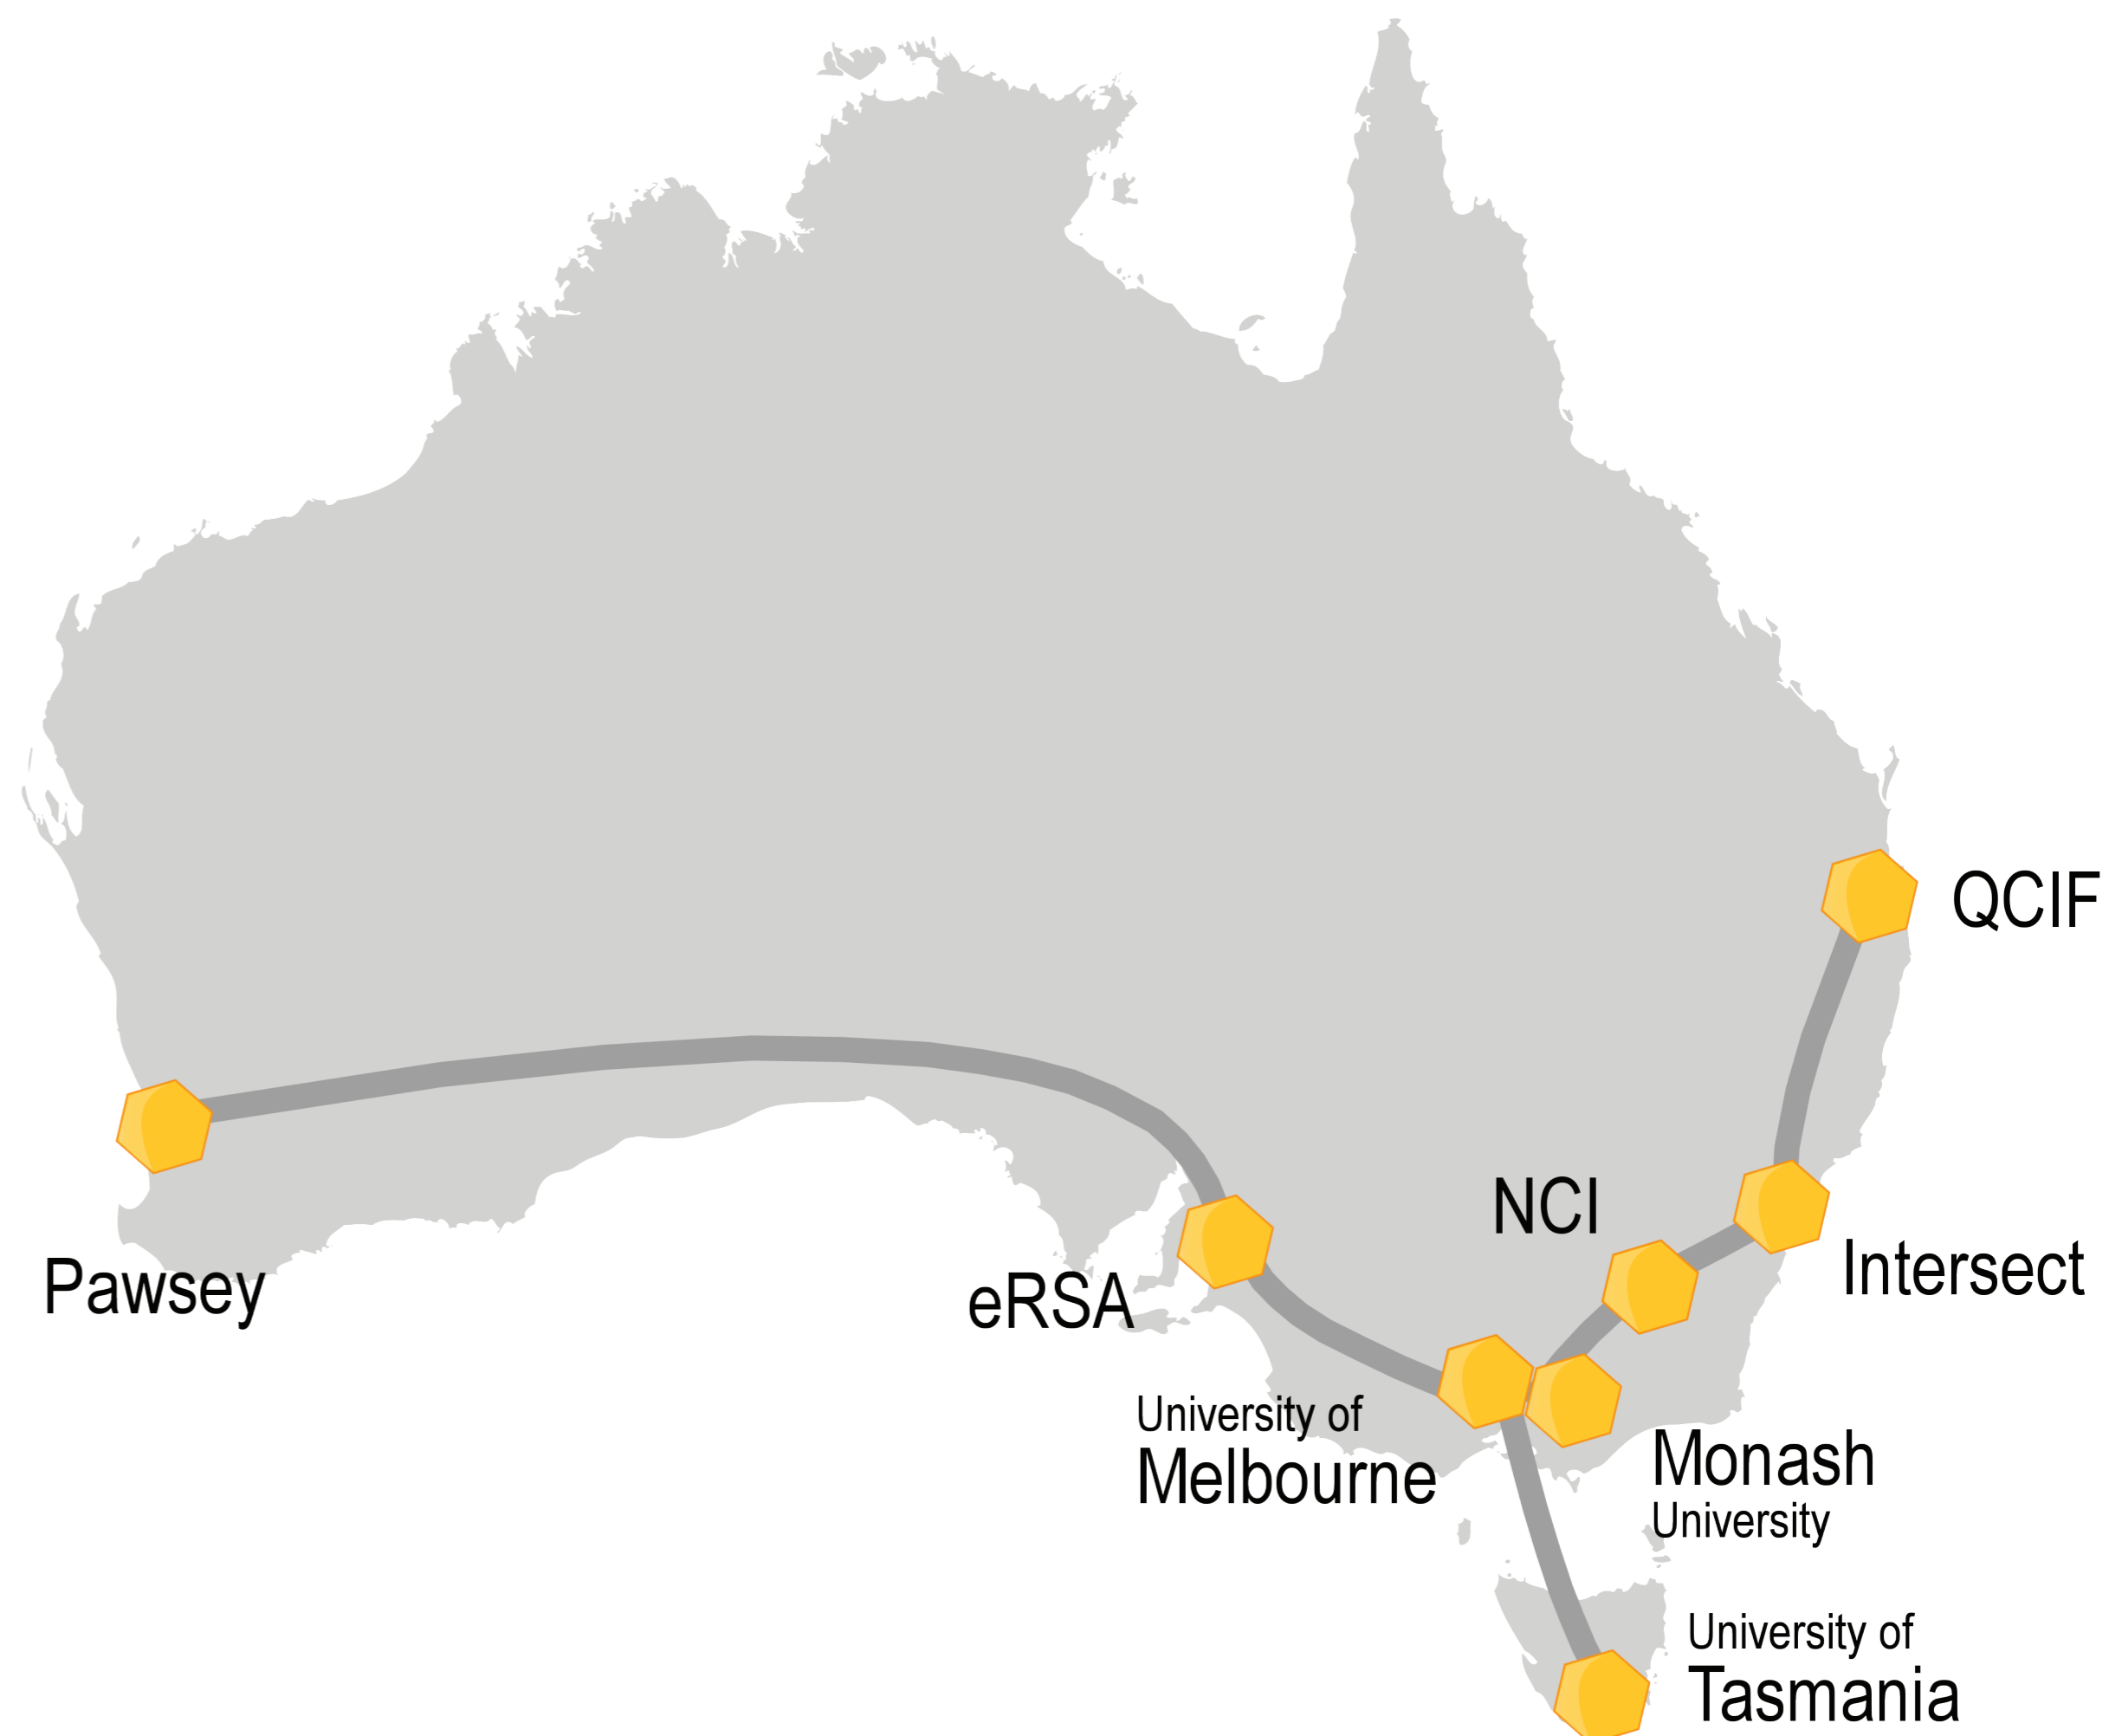 QCIF
NCI
Intersect
Pawsey
eRSA
University of
Melbourne
Monash
University
University of
Tasmania